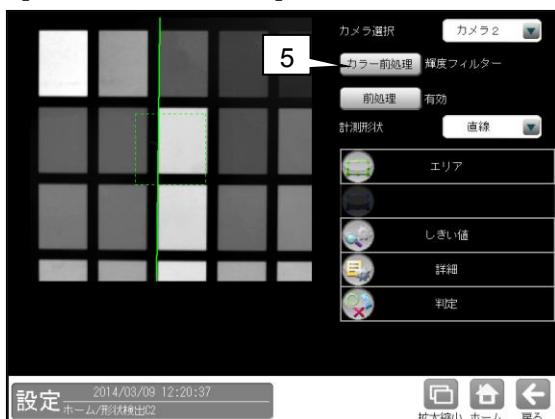 カメラ選択
カメラ2
5
カラー前処理
輝度フィルター
前処理
有効
計測形状
直線
エリア
しきい値
詳細
判定
設定
2014/03/09 12:20:37
ホーム/形状検出C2
拡大縮小
ホーム
戻る